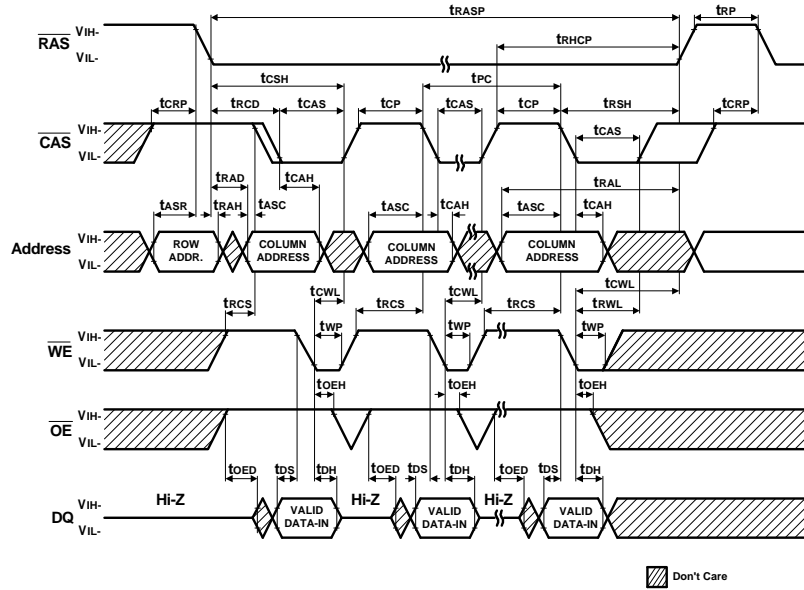 tRASP
tRP
RAS
VIH-
VIL-
tRHCP
tCSH
tPC
tCRP
tRCD
tCAS
tCP
tCAS
tCP
tRSH
tCRP
CAS
VIH-
VIL-
tCAS
tRAD
tCAH
tRAL
tASR
tRAH
tASC
tASC
tCAH
tASC
tCAH
Address
VIH-
VIL-
ROW
ADDR.
COLUMN
ADDRESS
COLUMN
ADDRESS
COLUMN
ADDRESS
tRCS
tCWL
tRCS
tCWL
tRCS
tCWL
tRWL
WE
VIH-
VIL-
tWP
tWP
tWP
tOEH
tOEH
tOEH
OE
VIH-
VIL-
tOED
tDS
tDH
tOED
tDS
tDH
tOED
tDS
tDH
DQ
VIH-
VIL-
Hi-Z
VALID
DATA-IN
Hi-Z
VALID
DATA-IN
Hi-Z
VALID
DATA-IN
Don't Care